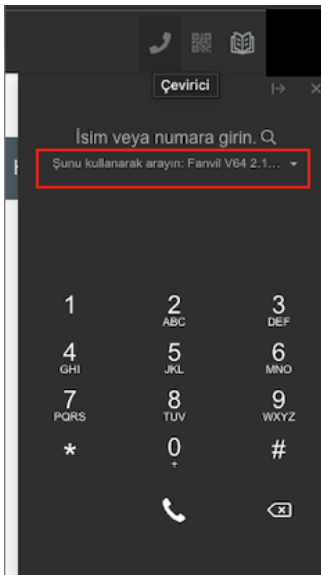 Çevirici
İsim veya numara girin.
Şunu kullanarak arayın: Fanvil V64 2.1...
1
2
ABC
3
DEF
4
GHI
5
JKL
6
MNO
7
PQRS
8
TUV
9
WXYZ
*
0
+
#